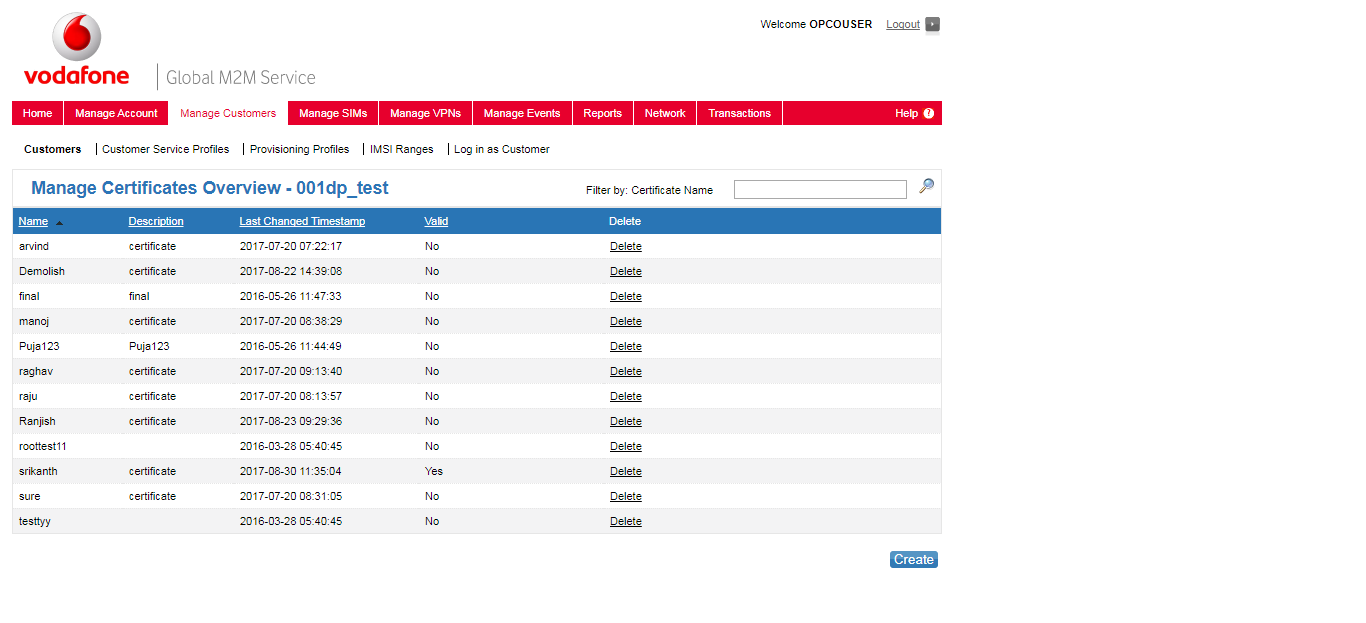 Welcome OPCOUSER Logout
vodafone Global M2M Service
Home Manage Account Manage Customers Manage SIMs Manage VPNs Manage Events Reports Network Transactions Help ?
Customers Customer Service Profiles Provisioning Profiles IMSI Ranges Log in as Customer
Manage Certificates Overview - 001dp_test Filter by: Certificate Name
Name Description Last Changed Timestamp Valid Delete
arvind certificate 2017-07-20 07:22:17 No Delete
Demolish certificate 2017-08-22 14:39:08 No Delete
final final 2016-05-26 11:47:33 No Delete
manoj certificate 2017-07-20 08:38:29 No Delete
Puja123 Puja123 2016-05-26 11:44:49 No Delete
raghav certificate 2017-07-20 09:13:40 No Delete
raju certificate 2017-07-20 08:13:57 No Delete
Ranjish certificate 2017-08-23 09:29:36 No Delete
roottest11 2016-03-28 05:40:45 No Delete
srikanth certificate 2017-08-30 11:35:04 Yes Delete
sure certificate 2017-07-20 08:31:05 No Delete
testtyy 2016-03-28 05:40:45 No Delete
Create